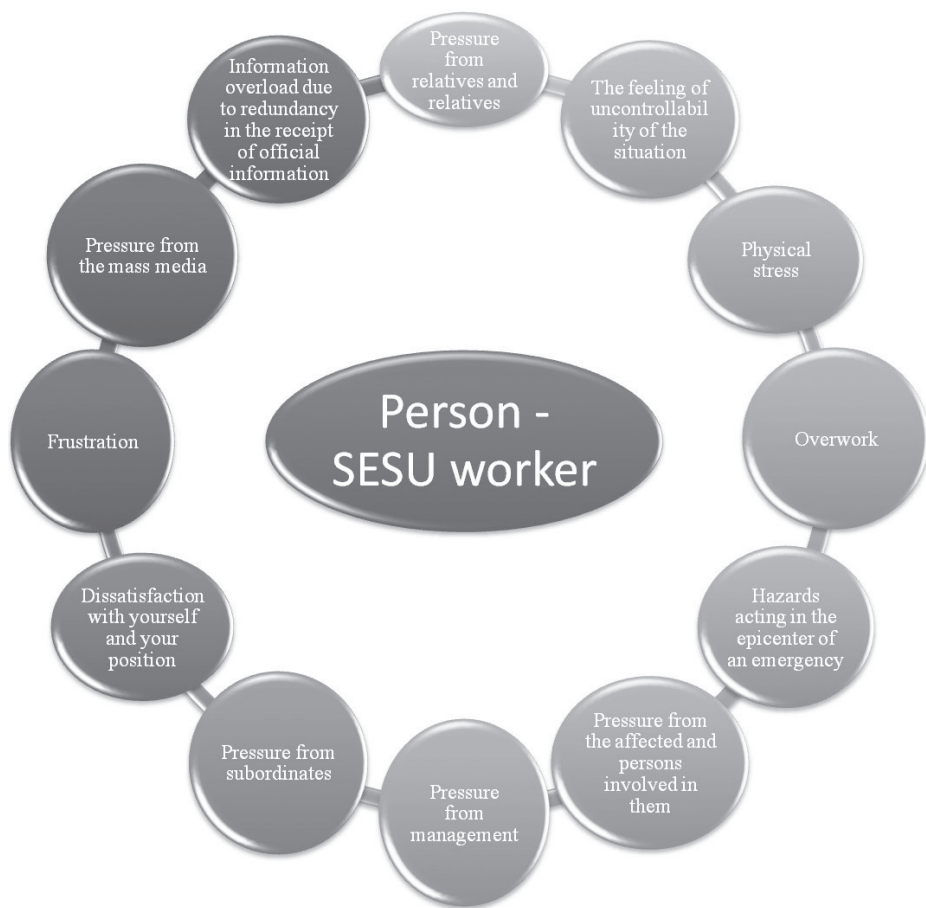 Pressure
from
relatives and
relatives
The feeling of
uncontrollabil
ity of the
situation
Physical
stress
Overwork
Hazards
acting in the
epicenter of
an emergency
Pressure from
the affected and
persons
involved in
them
Pressure
from
management
Pressure from
subordinates
Dissatisfaction
with yourself
and your
position
Frustration
Pressure from
the mass media
Information
overload due
to redundancy
in the receipt
of official
information
Person -
SESU worker